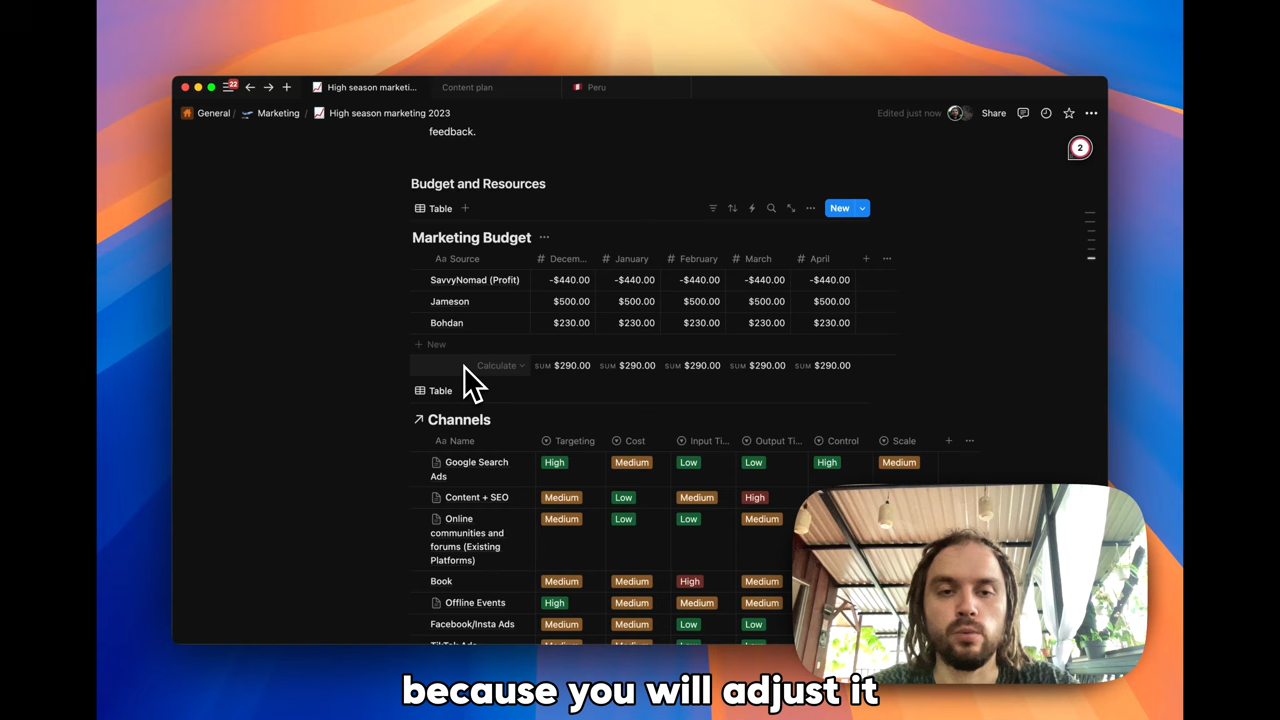 22
High season marketi...
Content plan
Peru
General / Marketing / High season marketing 2023
Edited just now
Share
feedback.
2
Budget and Resources
Table
New
Marketing Budget
Aa Source # Decem... # January # February # March # April
SavvyNomad (Profit) -$440.00 -$440.00 -$440.00 -$440.00 -$440.00
Jameson $500.00 $500.00 $500.00 $500.00 $500.00
Bohdan $230.00 $230.00 $230.00 $230.00 $230.00
+ New
Calculate SUM $290.00 SUM $290.00 SUM $290.00 SUM $290.00 SUM $290.00
Table
Channels
Aa Name Targeting Cost Input Ti... Output Ti... Control Scale
Google Search High Medium Low Low High Medium
Ads
Content + SEO Medium Low Medium High
Online Medium Low Low Medium
communities and
forums (Existing
Platforms)
Book Medium Medium High Medium
Offline Events High Medium Medium Medium
Facebook/Insta Ads Medium Medium Low Low
because you will adjust it